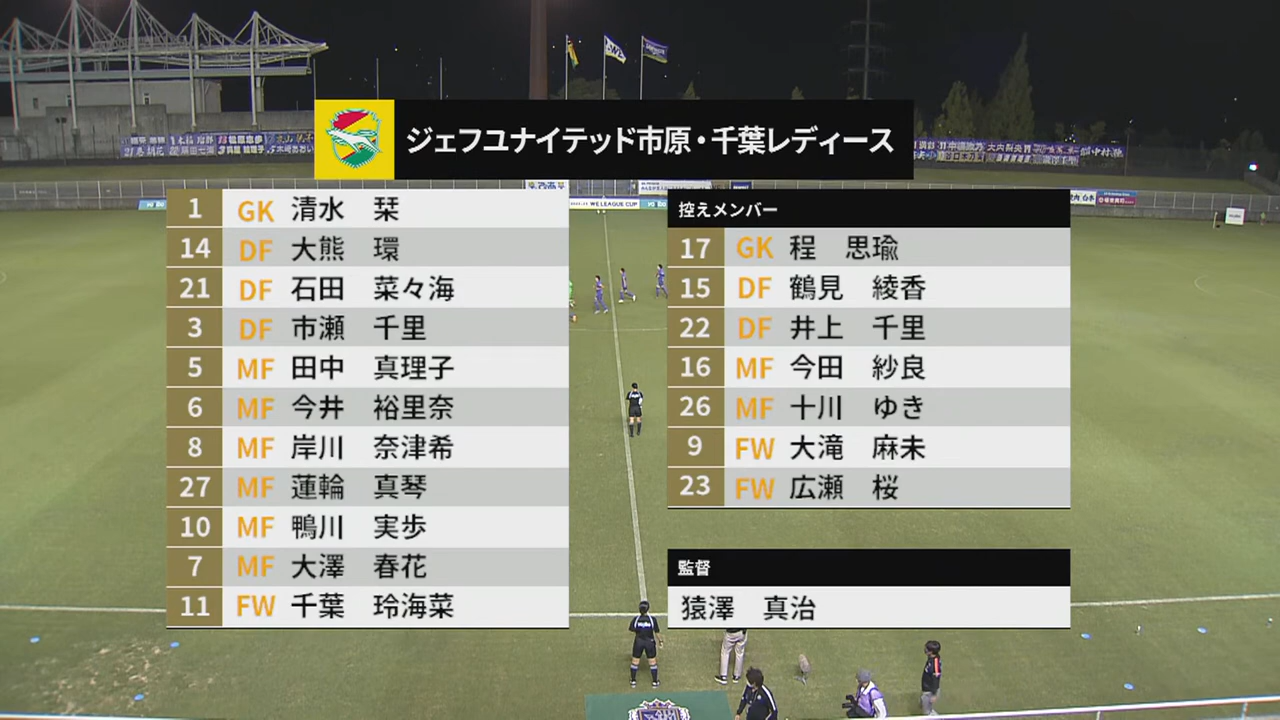 ジェフユナイテッド市原・千葉レディース
1 GK 清水 栞
14 DF 大熊 環
21 DF 石田 菜々海
3 DF 市瀬 千里
5 MF 田中 真理子
6 MF 今井 裕里奈
8 MF 岸川 奈津希
27 MF 蓮輪 真琴
10 MF 鴨川 実歩
7 MF 大澤 春花
11 FW 千葉 玲海菜
控えメンバー
17 GK 程 思瑜
15 DF 鶴見 綾香
22 DF 井上 千里
16 MF 今田 紗良
26 MF 十川 ゆき
9 FW 大滝 麻未
23 FW 広瀬 桜
監督
猿澤 真治
WE LEAGUE CUP